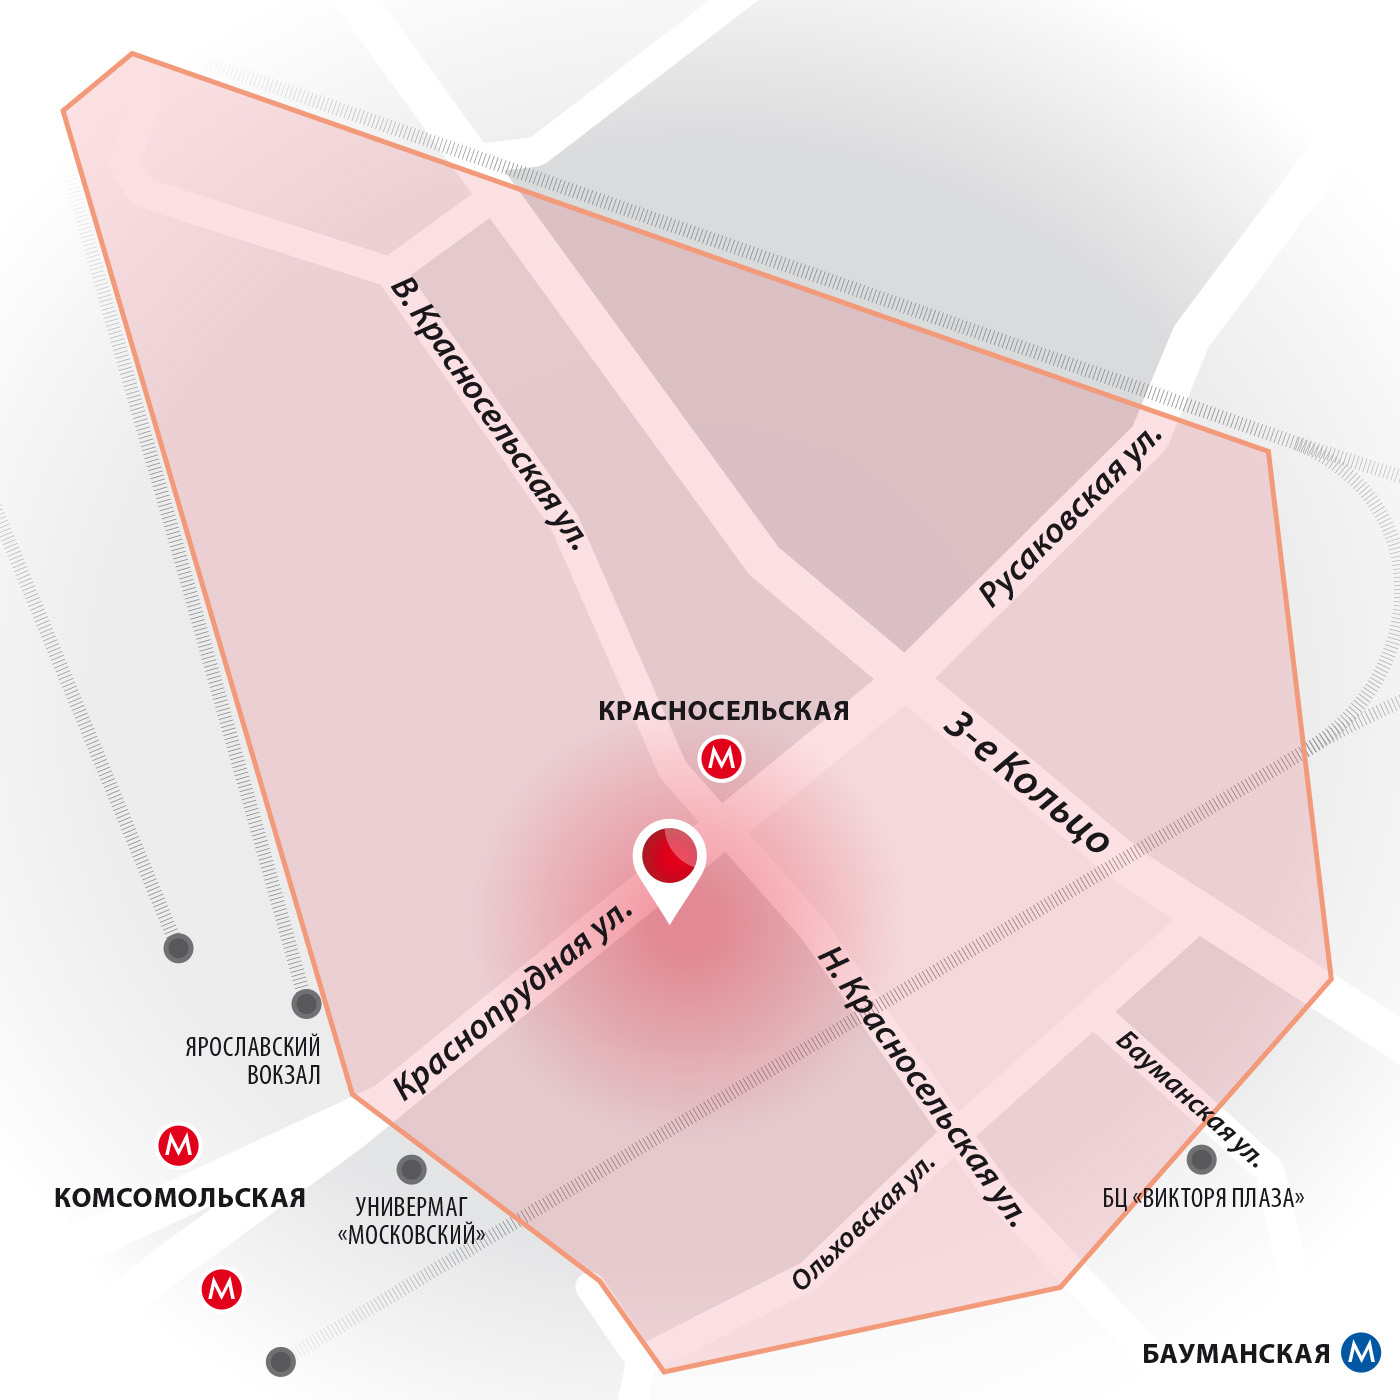 В. Красносельская ул.
Русаковская ул.
КРАСНОСЕЛЬСКАЯ
М
3-е Кольцо
Краснопрудная ул.
Н. Красносельская ул.
ЯРОСЛАВСКИЙ
ВОКЗАЛ
Бауманская ул.
М
КОМСОМОЛЬСКАЯ
УНИВЕРМАГ
«МОСКОВСКИЙ»
Ольховская ул.
БЦ «ВИКТОРЯ ПЛАЗА»
М
БАУМАНСКАЯ М